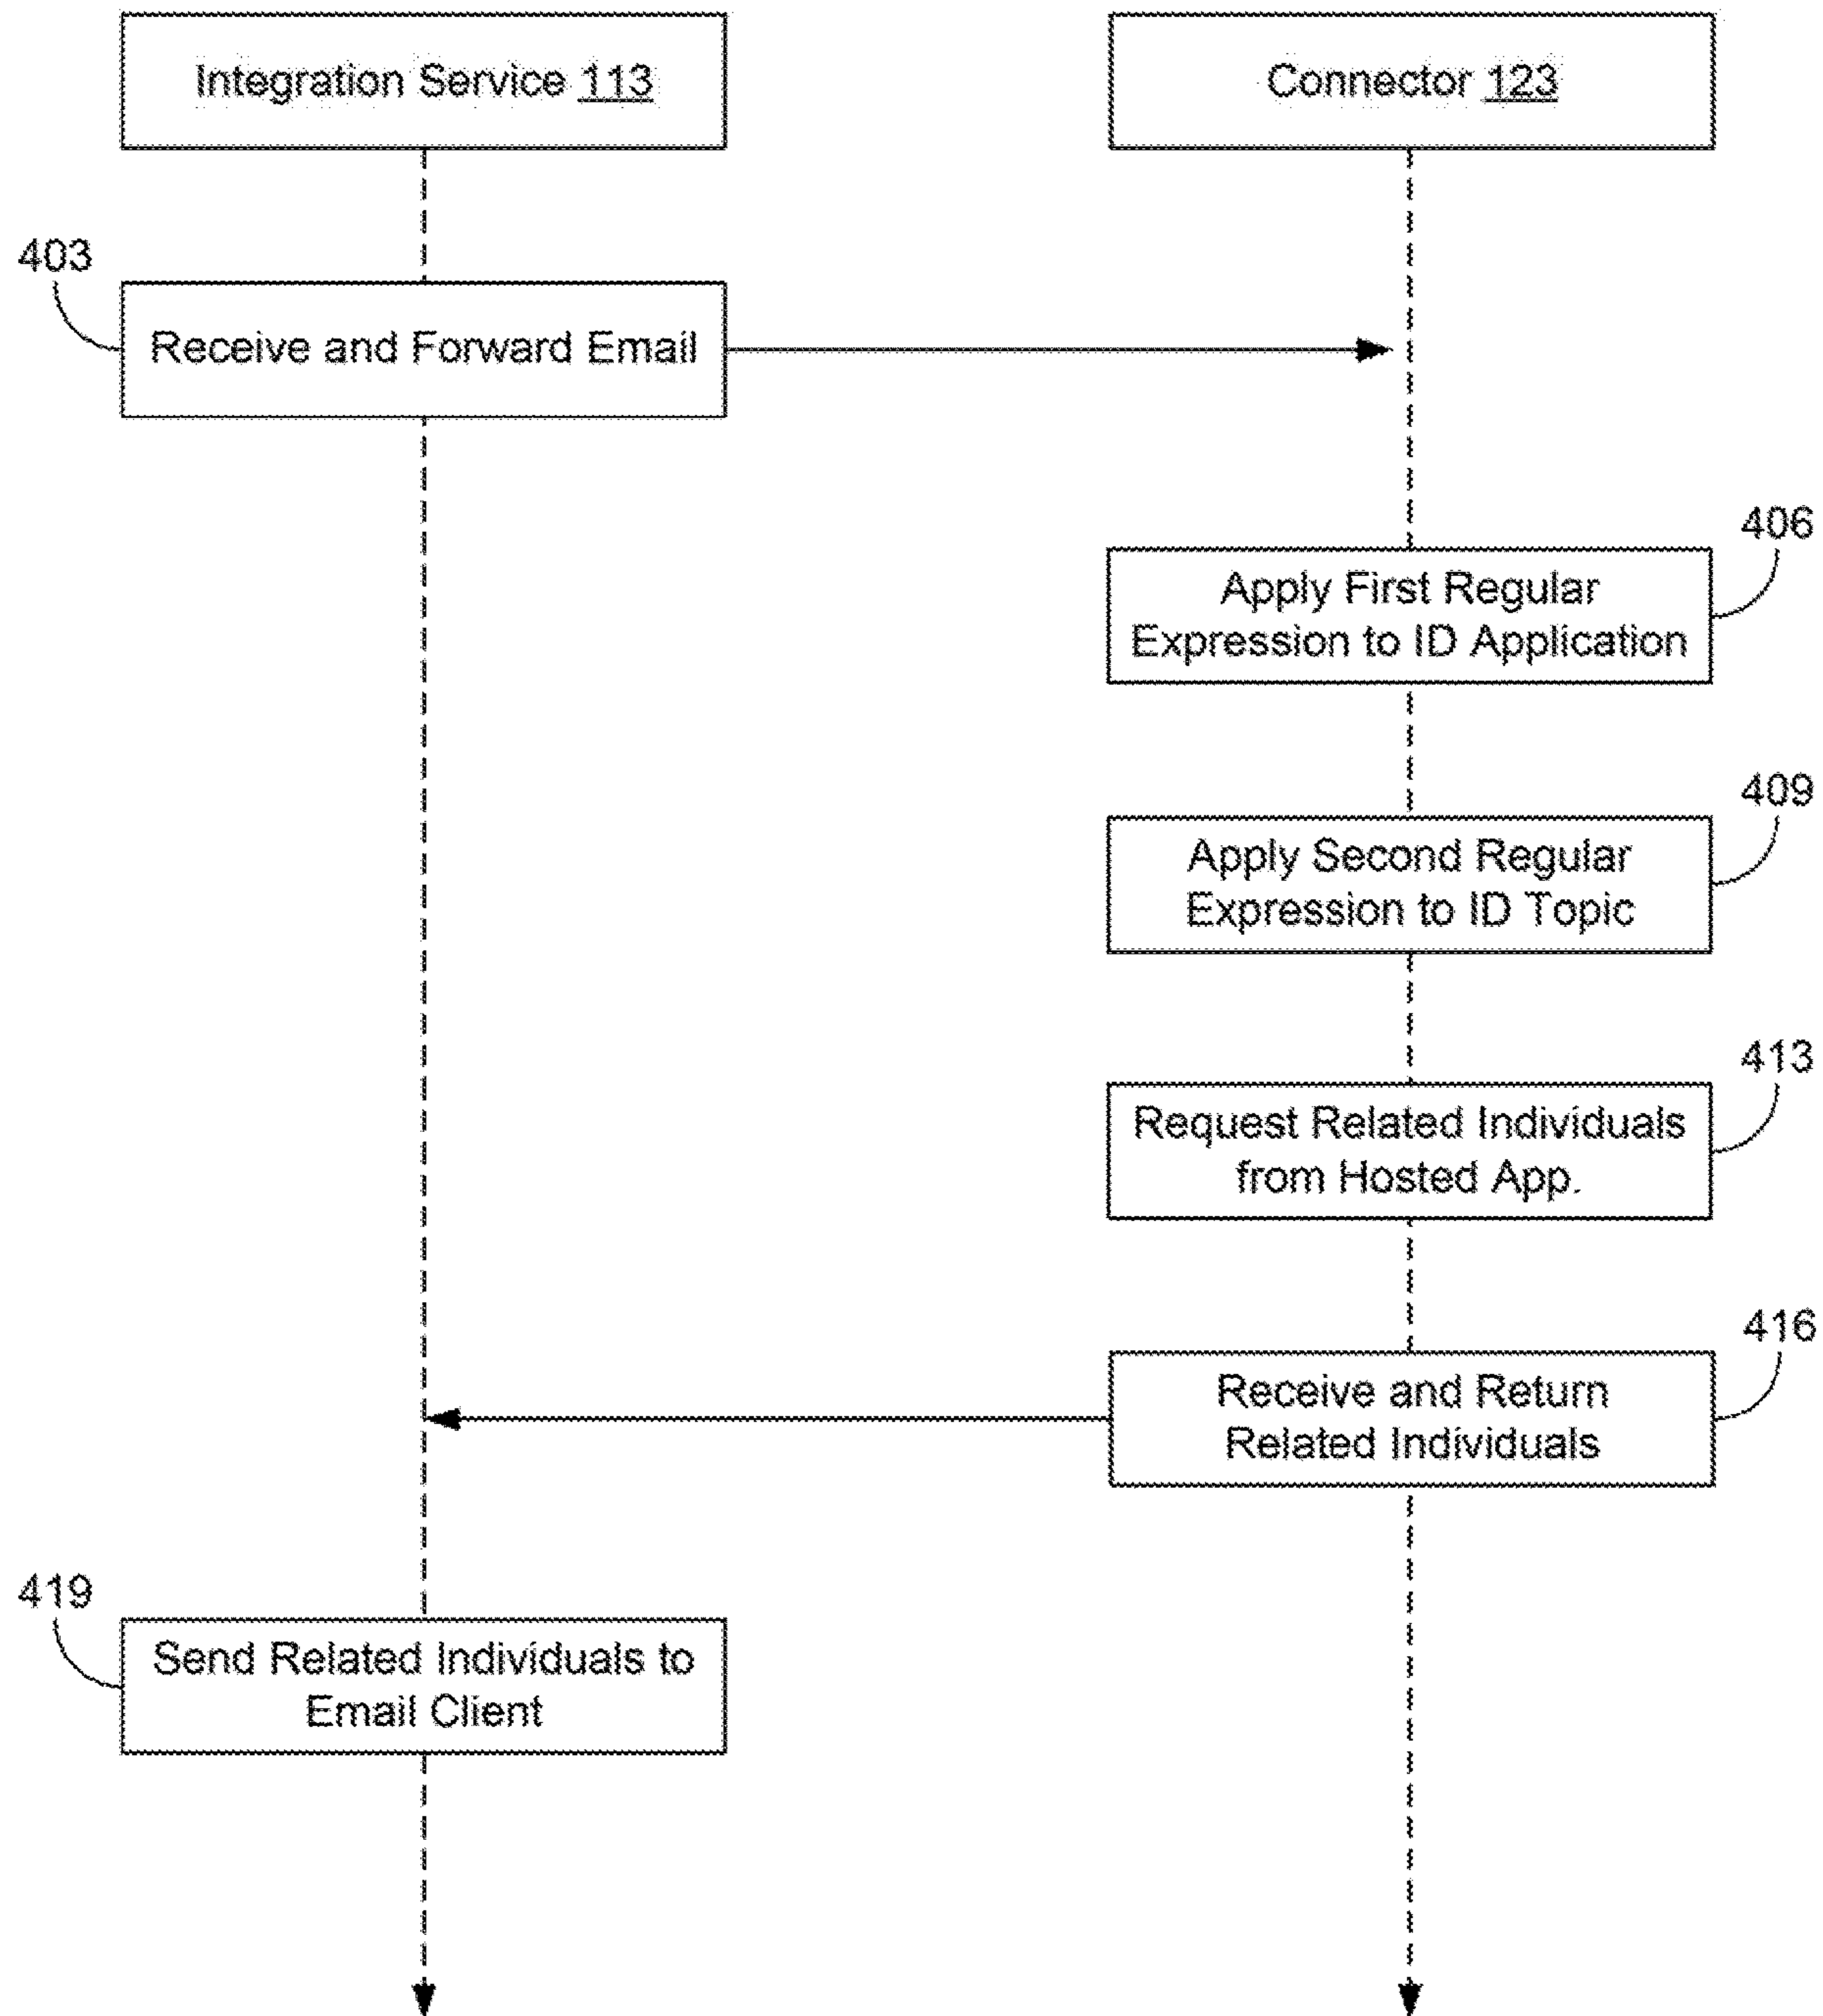 Integration Service 113
Connector 123
403
Receive and Forward Email
406
Apply First Regular
Expression to ID Application
409
Apply Second Regular
Expression to ID Topic
413
Request Related Individuals
from Hosted App.
416
Receive and Return
Related Individuals
419
Send Related Individuals to
Email Client